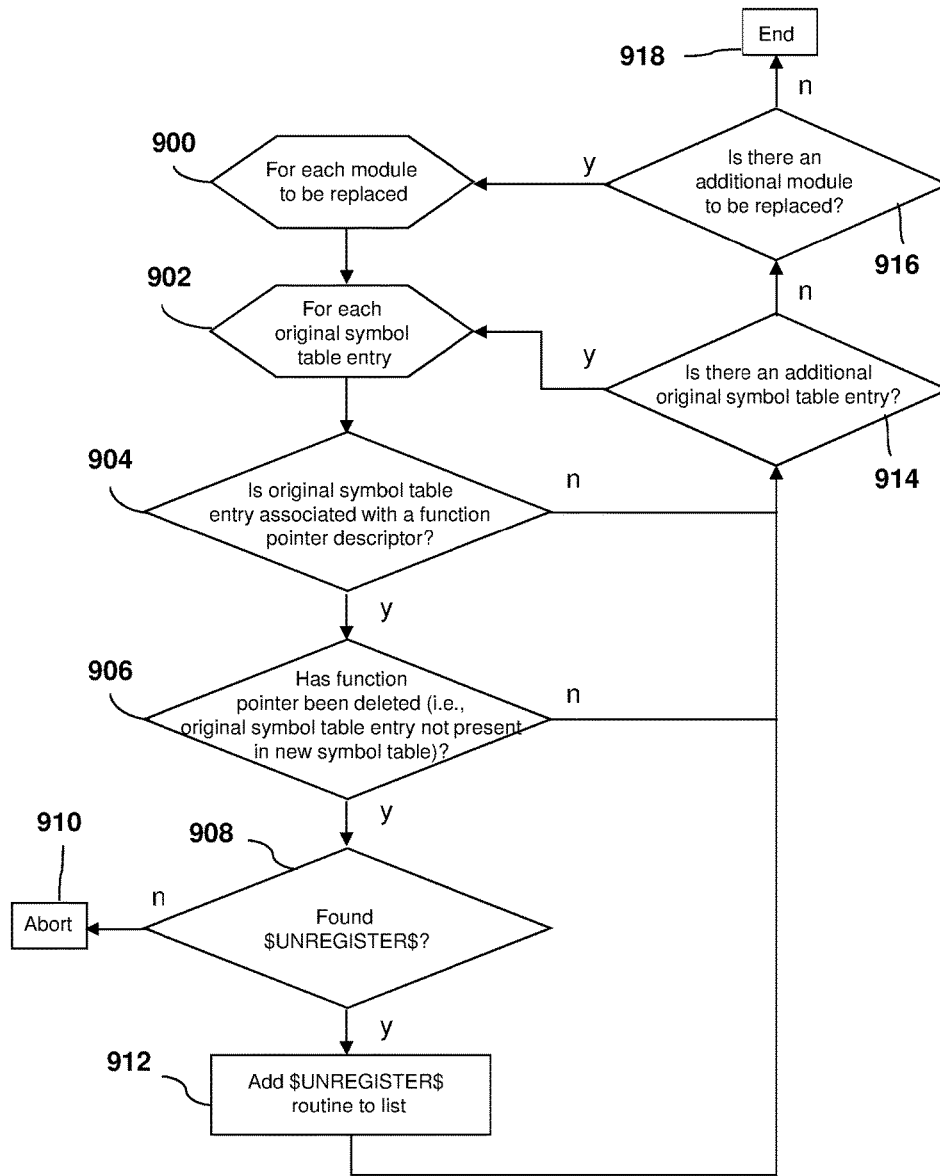 918
End
n
900
For each module
to be replaced
y
Is there an
additional module
to be replaced?
916
902
For each
original symbol
table entry
n
y
Is there an additional
original symbol table entry?
914
904
Is original symbol table
entry associated with a function
pointer descriptor?
n
y
906
Has function
pointer been deleted (i.e.,
original symbol table entry not present
in new symbol table)?
n
y
910
908
n
Abort
Found
$UNREGISTER$?
y
912
Add $UNREGISTER$
routine to list